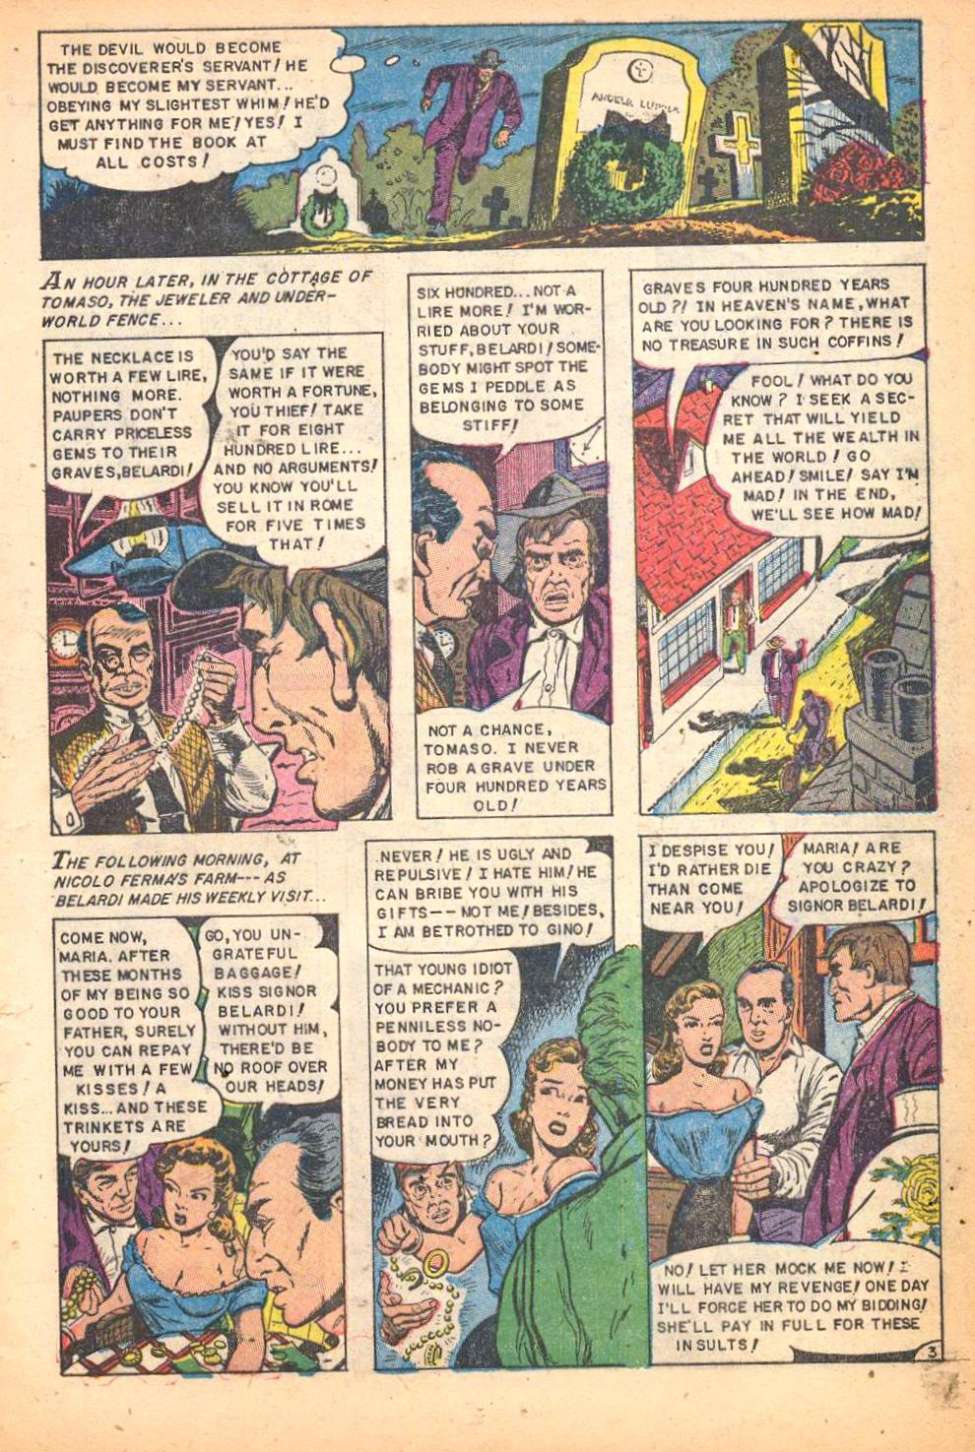 THE DEVIL WOULD BECOME
THE DISCOVERER'S SERVANT! HE
WOULD BECOME MY SERVANT...
OBEYING MY SLIGHTEST WHIM! HE'D
GET ANYTHING FOR ME! YES! I
MUST FIND THE BOOK AT
ALL COSTS!
ANGELA
AN HOUR LATER, IN THE COTTAGE OF
TOMASO, THE JEWELER AND UNDER-
WORLD FENCE...
THE NECKLACE IS
WORTH A FEW LIRE,
NOTHING MORE.
PAUPERS DON'T
CARRY PRICELESS
GEMS TO THEIR
GRAVES, BELARDI!
YOU'D SAY THE
SAME IF IT WERE
WORTH A FORTUNE,
YOU THIEF! TAKE
IT FOR EIGHT
HUNDRED LIRE...
AND NO ARGUMENTS!
YOU KNOW YOU'LL
SELL IT IN ROME
FOR FIVE TIMES
THAT!
SIX HUNDRED... NOT A
LIRE MORE! I'M WOR-
RIED ABOUT YOUR
STUFF, BELARDI! SOME-
BODY MIGHT SPOT THE
GEMS I PEDDLE AS
BELONGING TO SOME
STIFF!
NOT A CHANCE,
TOMASO. I NEVER
ROB A GRAVE UNDER
FOUR HUNDRED YEARS
OLD!
GRAVES FOUR HUNDRED YEARS
OLD?! IN HEAVEN'S NAME, WHAT
ARE YOU LOOKING FOR? THERE IS
NO TREASURE IN SUCH COFFINS!
FOOL! WHAT DO YOU
KNOW? I SEEK A SEC-
RET THAT WILL YIELD
ME ALL THE WEALTH IN
THE WORLD! GO
AHEAD! SMILE! SAY I'M
MAD! IN THE END,
WE'LL SEE HOW MAD!
THE FOLLOWING MORNING, AT
NICOLO FERMA'S FARM--- AS
BELARDI MADE HIS WEEKLY VISIT...
COME NOW,
MARIA. AFTER
THESE MONTHS
OF MY BEING SO
GOOD TO YOUR
FATHER, SURELY
YOU CAN REPAY
ME WITH A FEW
KISSES! A
KISS... AND THESE
TRINKETS ARE
YOURS!
GO, YOU UN-
GRATEFUL
BAGGAGE!
KISS SIGNOR
BELARDI!
WITHOUT HIM,
THERE'D BE
NO ROOF OVER
OUR HEADS!
NEVER! HE IS UGLY AND
REPULSIVE! I HATE HIM! HE
CAN BRIBE YOU WITH HIS
GIFTS-- NOT ME! BESIDES,
I AM BETROTHED TO GINO!
THAT YOUNG IDIOT
OF A MECHANIC?
YOU PREFER A
PENNILESS NO-
BODY TO ME?
AFTER MY
MONEY HAS PUT
THE VERY
BREAD INTO
YOUR MOUTH?
I DESPISE YOU!
I'D RATHER DIE
THAN COME
NEAR YOU!
MARIA! ARE
YOU CRAZY?
APOLOGIZE TO
SIGNOR BELARDI!
NO! LET HER MOCK ME NOW! I
WILL HAVE MY REVENGE! ONE DAY
I'LL FORCE HER TO DO MY BIDDING!
SHE'LL PAY IN FULL FOR THESE
INSULTS!
3